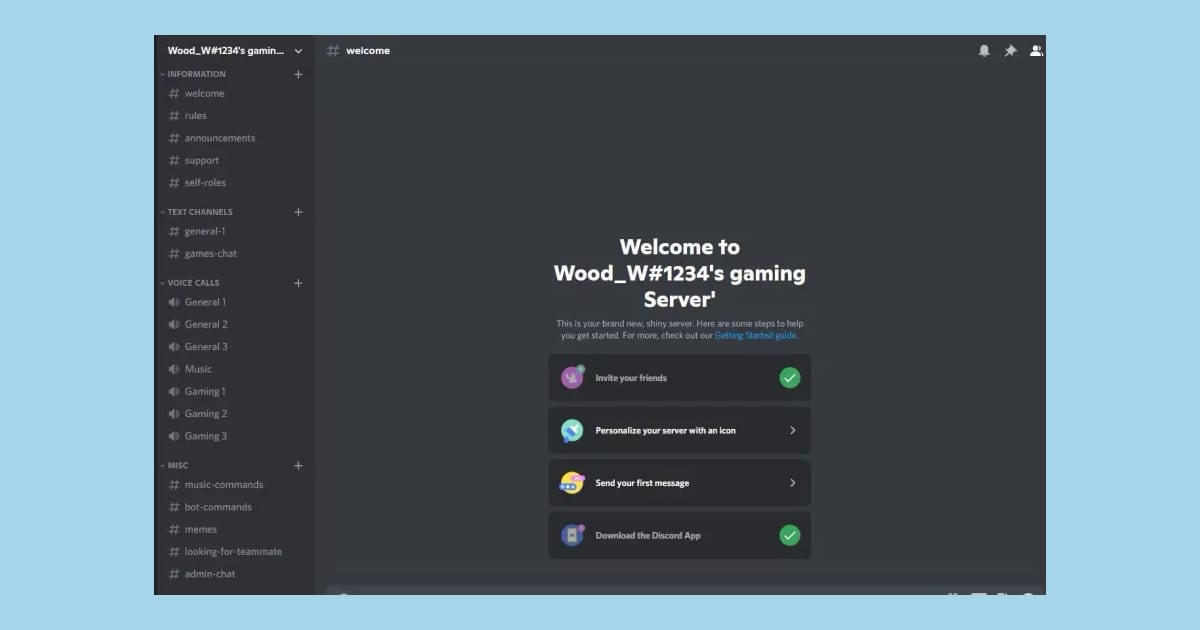 Wood_W#1234's gamin...
welcome
INFORMATION
welcome
rules
announcements
support
self-roles
TEXT CHANNELS
general-1
games-chat
VOICE CALLS
General 1
General 2
General 3
Music
Gaming 1
Gaming 2
Gaming 3
MISC
music-commands
bot-commands
memes
looking-for-teammate
admin-chat
Welcome to
Wood_W#1234's gaming
Server'
This is your brand new, shiny server. Here are some steps to help
you get started. For more, check out our Getting Started guide.
Invite your friends
Personalize your server with an icon
Send your first message
Download the Discord App